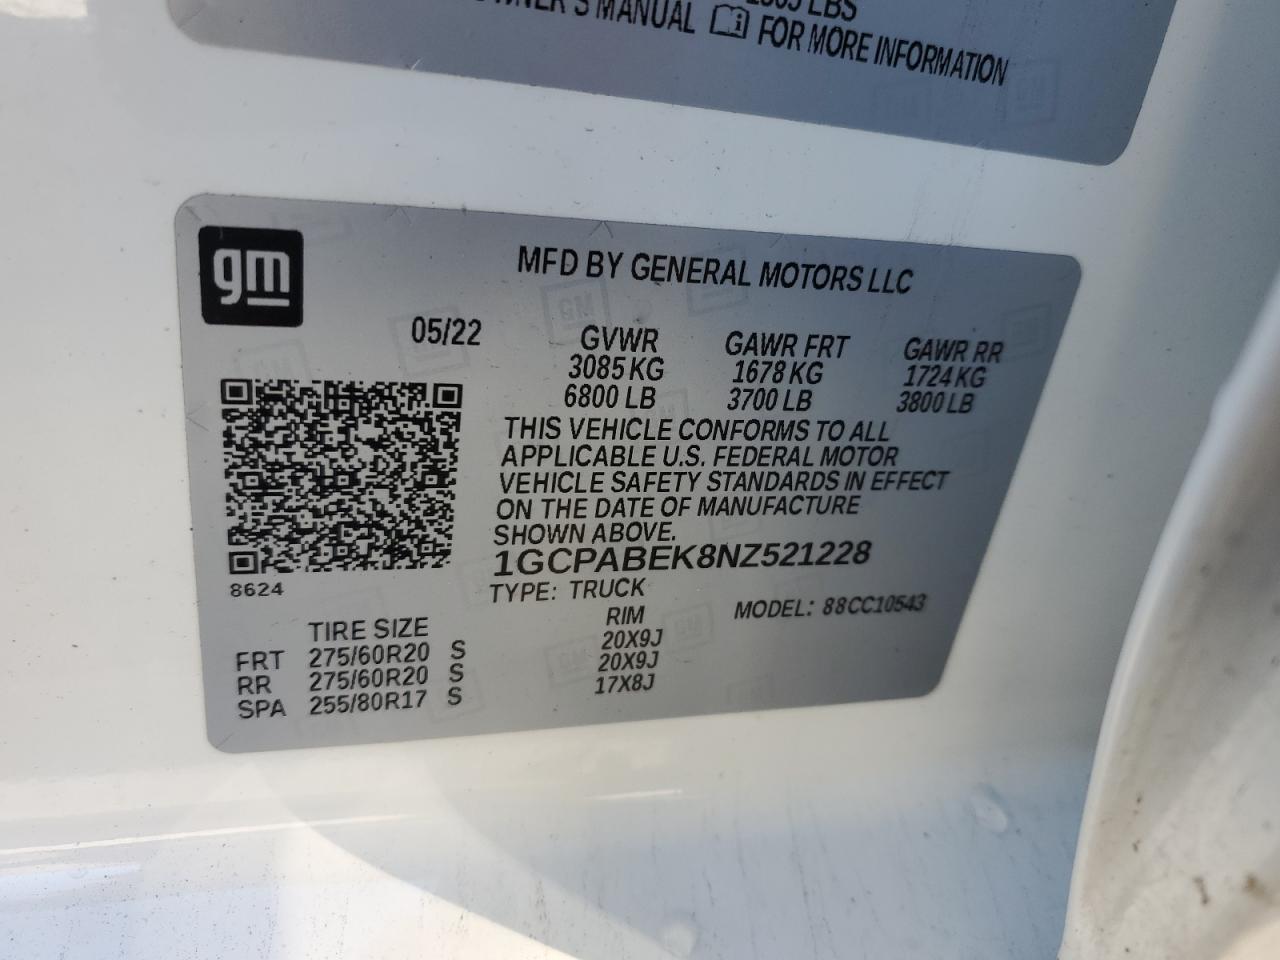 LBS
MANUAL FOR MORE INFORMATION
gm
MFD BY GENERAL MOTORS LLC
05/22 GVWR GAWR FRT GAWR RR
3085 KG 1678 KG 1724 KG
6800 LB 3700 LB 3800 LB
THIS VEHICLE CONFORMS TO ALL
APPLICABLE U.S. FEDERAL MOTOR
VEHICLE SAFETY STANDARDS IN EFFECT
ON THE DATE OF MANUFACTURE
SHOWN ABOVE.
1GCPABEK8NZ521228
8624
TYPE: TRUCK MODEL: 88CC10543
TIRE SIZE RIM
FRT 275/60R20 S 20X9J
RR 275/60R20 S 20X9J
SPA 255/80R17 S 17X8J